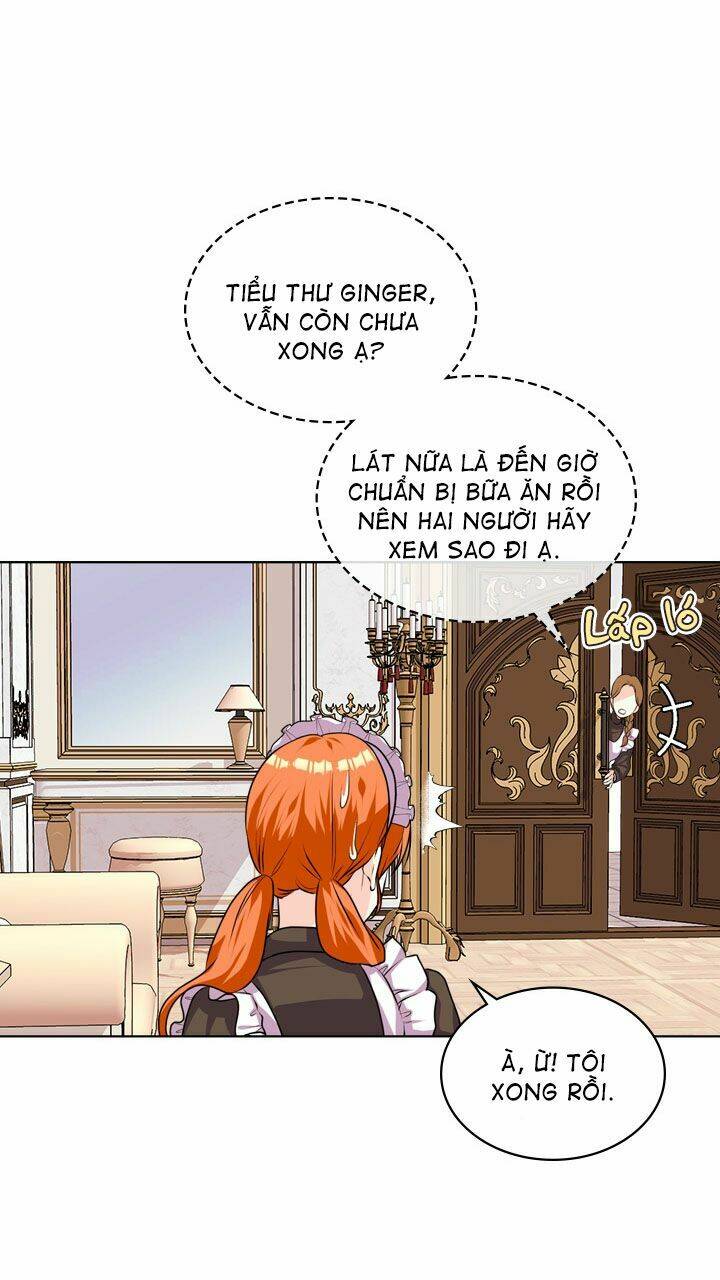 TIỂU THƯ GINGER,
VẪN CÒN CHƯA
XONG Ạ?
LÁT NỮA LÀ ĐẾN GIỜ
CHUẨN BỊ BỮA ĂN RỒI
NÊN HAI NGƯỜI HÃY
XEM SAO ĐI Ạ.
Lấp ló
À, Ừ! TÔI
XONG RỒI.